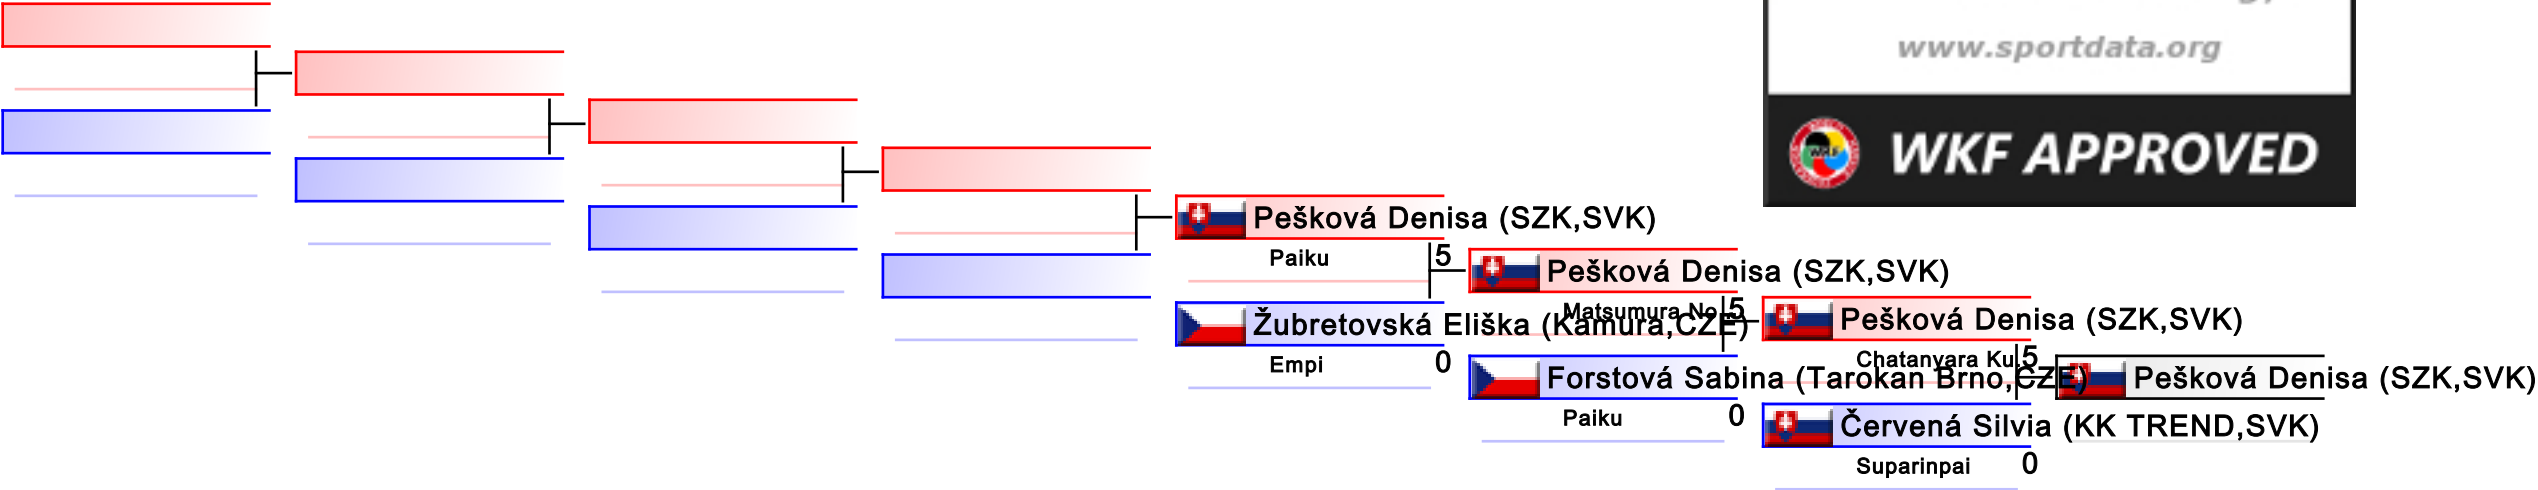 www.sportdata.org
WKF APPROVED
Pešková Denisa (SZK,SVK)
Paiku
5
Žubretovská Eliška (Kamura,CZE)
Empi
0
Pešková Denisa (SZK,SVK)
Matsumura No
5
Forstová Sabina (Tarokan Brno,CZE)
Paiku
0
Pešková Denisa (SZK,SVK)
Chatanyara Ku
5
Červená Silvia (KK TREND,SVK)
Suparinpai
0
Pešková Denisa (SZK,SVK)